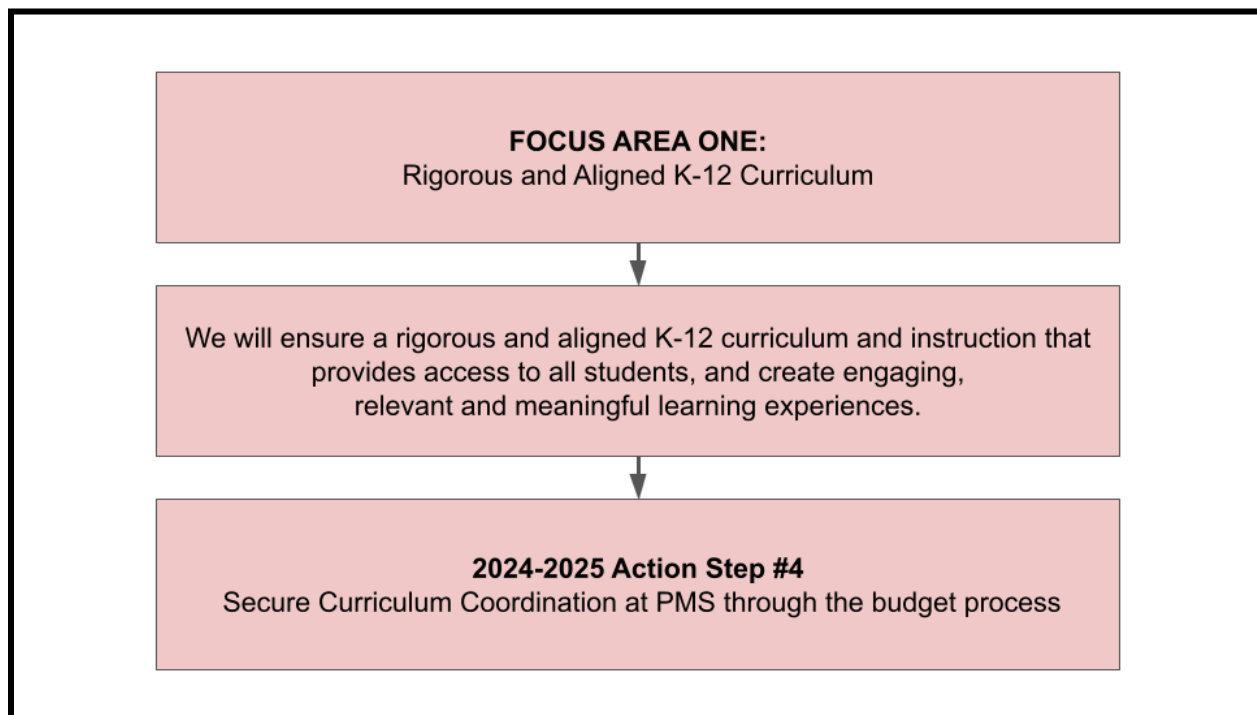 FOCUS AREA ONE:
Rigorous and Aligned K-12 Curriculum
We will ensure a rigorous and aligned K-12 curriculum and instruction that
provides access to all students, and create engaging,
relevant and meaningful learning experiences.
2024-2025 Action Step #4
Secure Curriculum Coordination at PMS through the budget process